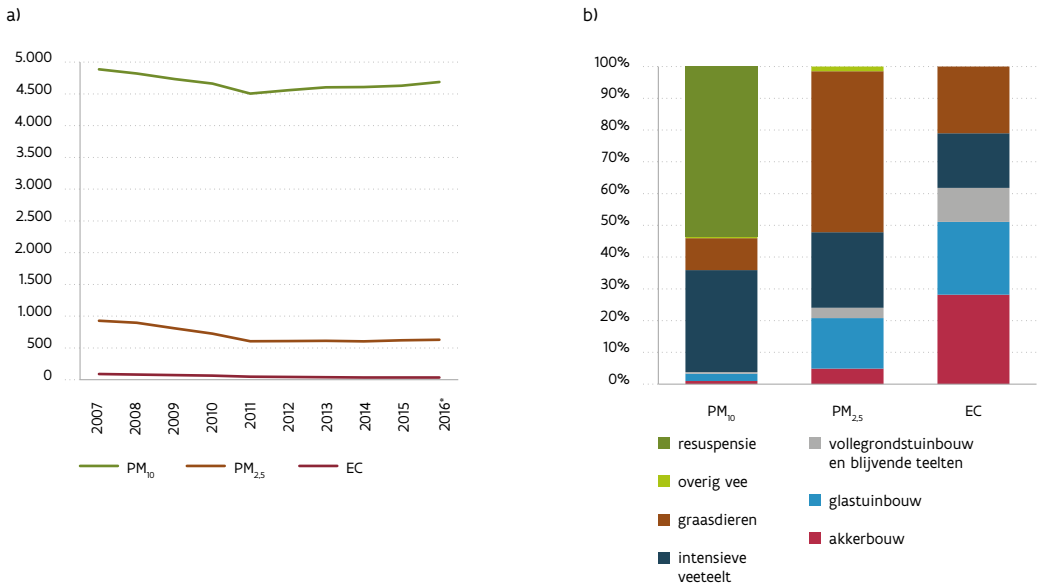 a)
5.000
4.500
4.000
3.500
3.000
2.500
2.000
1.500
1.000
500
0
2007
2008
2009
2010
2011
2012
2013
2014
2015
2016*
PM10
PM2,5
EC
b)
100%
90%
80%
70%
60%
50%
40%
30%
20%
10%
0%
PM10
PM2,5
EC
resuspensie
overig vee
graasdieren
intensieve
veeteelt
vollegrondstuinbouw
en blijvende teelten
glastuinbouw
akkerbouw